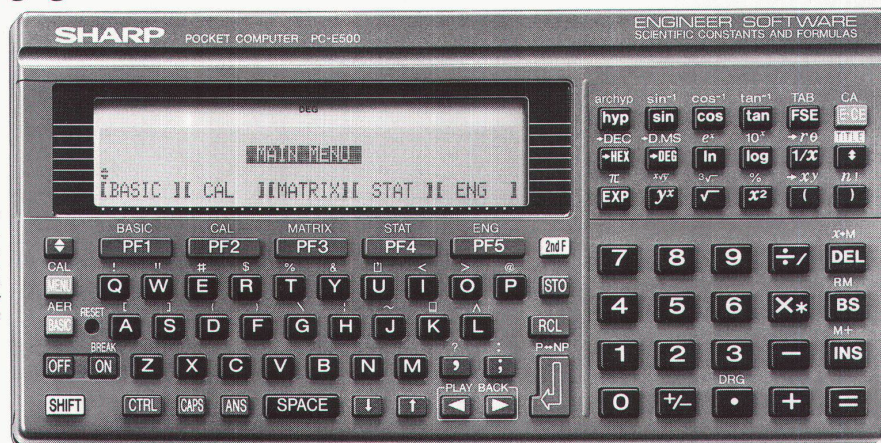 SHARP POCKET COMPUTER PC-E500
ENGINEER SOFTWARE
SCIENTIFIC CONSTANTS AND FORMULAS
DEG
MAIN MENU
[BASIC ][ CAL ][MATRIX][ STAT ][ ENG ]
BASIC CAL MATRIX STAT ENG
PF1 PF2 PF3 PF4 PF5 2nd F
CAL ! " # $ % & < > @
MENU Q W E R T Y U I O P STO
AER RESET [ ] ( ) \ ¦ ~ ∧
BASIC A S D F G H J K L RCL
BREAK ? : P↔NP
OFF ON Z X C V B N M , ;
PLAY BACK
SHIFT CTRL CAPS ANS SPACE ↓ ↑ ◀ ▶
archyp sin⁻¹ cos⁻¹ tan⁻¹ TAB CA
hyp sin cos tan FSE C·CE
→DEC →D.MS eˣ 10ˣ →rθ TITLE
→HEX →DEG ln log 1/x
π ˣ√y ³√ % →xy n!
EXP yˣ √ x² ( )
x→M
7 8 9 ÷/ DEL
RM
4 5 6 ×* BS
M+
1 2 3 − INS
DRG
0 +/− • + =